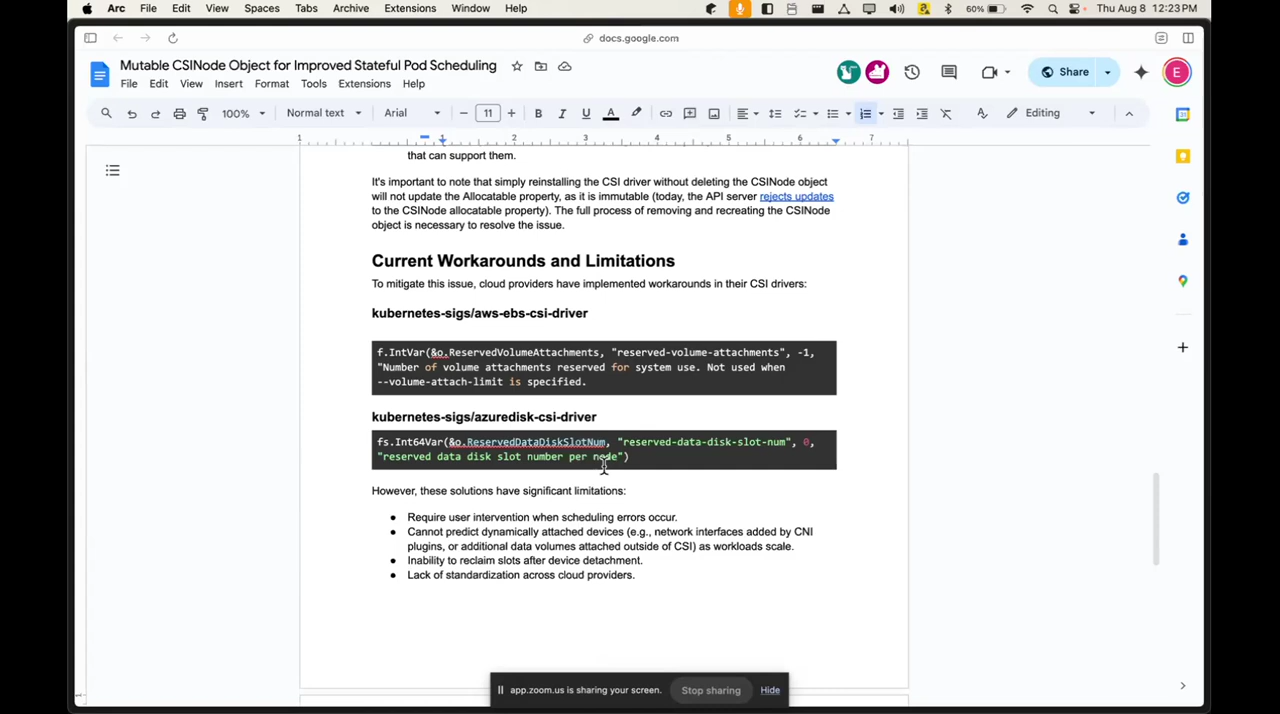 Arc File Edit View Spaces Tabs Archive Extensions Window Help 60% Thu Aug 8 12:23 PM
docs.google.com
Mutable CSINode Object for Improved Stateful Pod Scheduling
File Edit View Insert Format Tools Extensions Help
Share
E
100% Normal text Arial 11 B I U A Editing
1 1 2 3 4 5 6 7
that can support them.
It's important to note that simply reinstalling the CSI driver without deleting the CSINode object
will not update the Allocatable property, as it is immutable (today, the API server rejects updates
to the CSINode allocatable property). The full process of removing and recreating the CSINode
object is necessary to resolve the issue.
Current Workarounds and Limitations
To mitigate this issue, cloud providers have implemented workarounds in their CSI drivers:
kubernetes-sigs/aws-ebs-csi-driver
f.IntVar(&o.ReservedVolumeAttachments, "reserved-volume-attachments", -1,
"Number of volume attachments reserved for system use. Not used when
--volume-attach-limit is specified.
kubernetes-sigs/azuredisk-csi-driver
fs.Int64Var(&o.ReservedDataDiskSlotNum, "reserved-data-disk-slot-num", 0,
"reserved data disk slot number per node")
However, these solutions have significant limitations:
● Require user intervention when scheduling errors occur.
● Cannot predict dynamically attached devices (e.g., network interfaces added by CNI
plugins, or additional data volumes attached outside of CSI) as workloads scale.
● Inability to reclaim slots after device detachment.
● Lack of standardization across cloud providers.
app.zoom.us is sharing your screen. Stop sharing Hide